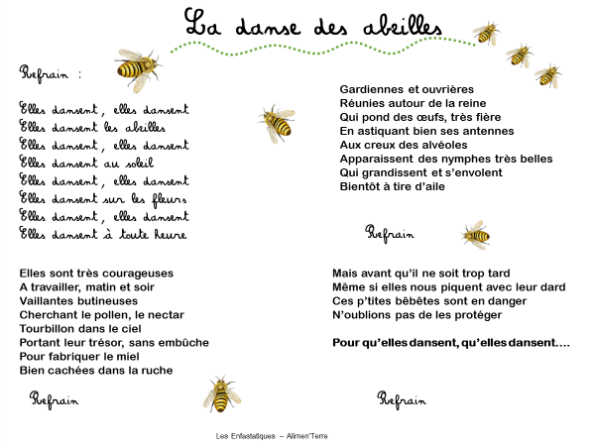 La danse des abeilles
Refrain :
Elles dansent, elles dansent
Elles dansent les abeilles
Elles dansent, elles dansent
Elles dansent au soleil
Elles dansent, elles dansent
Elles dansent sur les fleurs
Elles dansent, elles dansent
Elles dansent à toute heure
Elles sont très courageuses
A travailler, matin et soir
Vaillantes butineuses
Cherchant le pollen, le nectar
Tourbillon dans le ciel
Portant leur trésor, sans embûche
Pour fabriquer le miel
Bien cachées dans la ruche
Refrain
Gardiennes et ouvrières
Réunies autour de la reine
Qui pond des œufs, très fière
En astiquant bien ses antennes
Aux creux des alvéoles
Apparaissent des nymphes très belles
Qui grandissent et s’envolent
Bientôt à tire d’aile
Refrain
Mais avant qu’il ne soit trop tard
Même si elles nous piquent avec leur dard
Ces p’tites bêbêtes sont en danger
N’oublions pas de les protéger
Pour qu’elles dansent, qu’elles dansent….
Refrain
Les Enfastatiques – Alimen’Terre